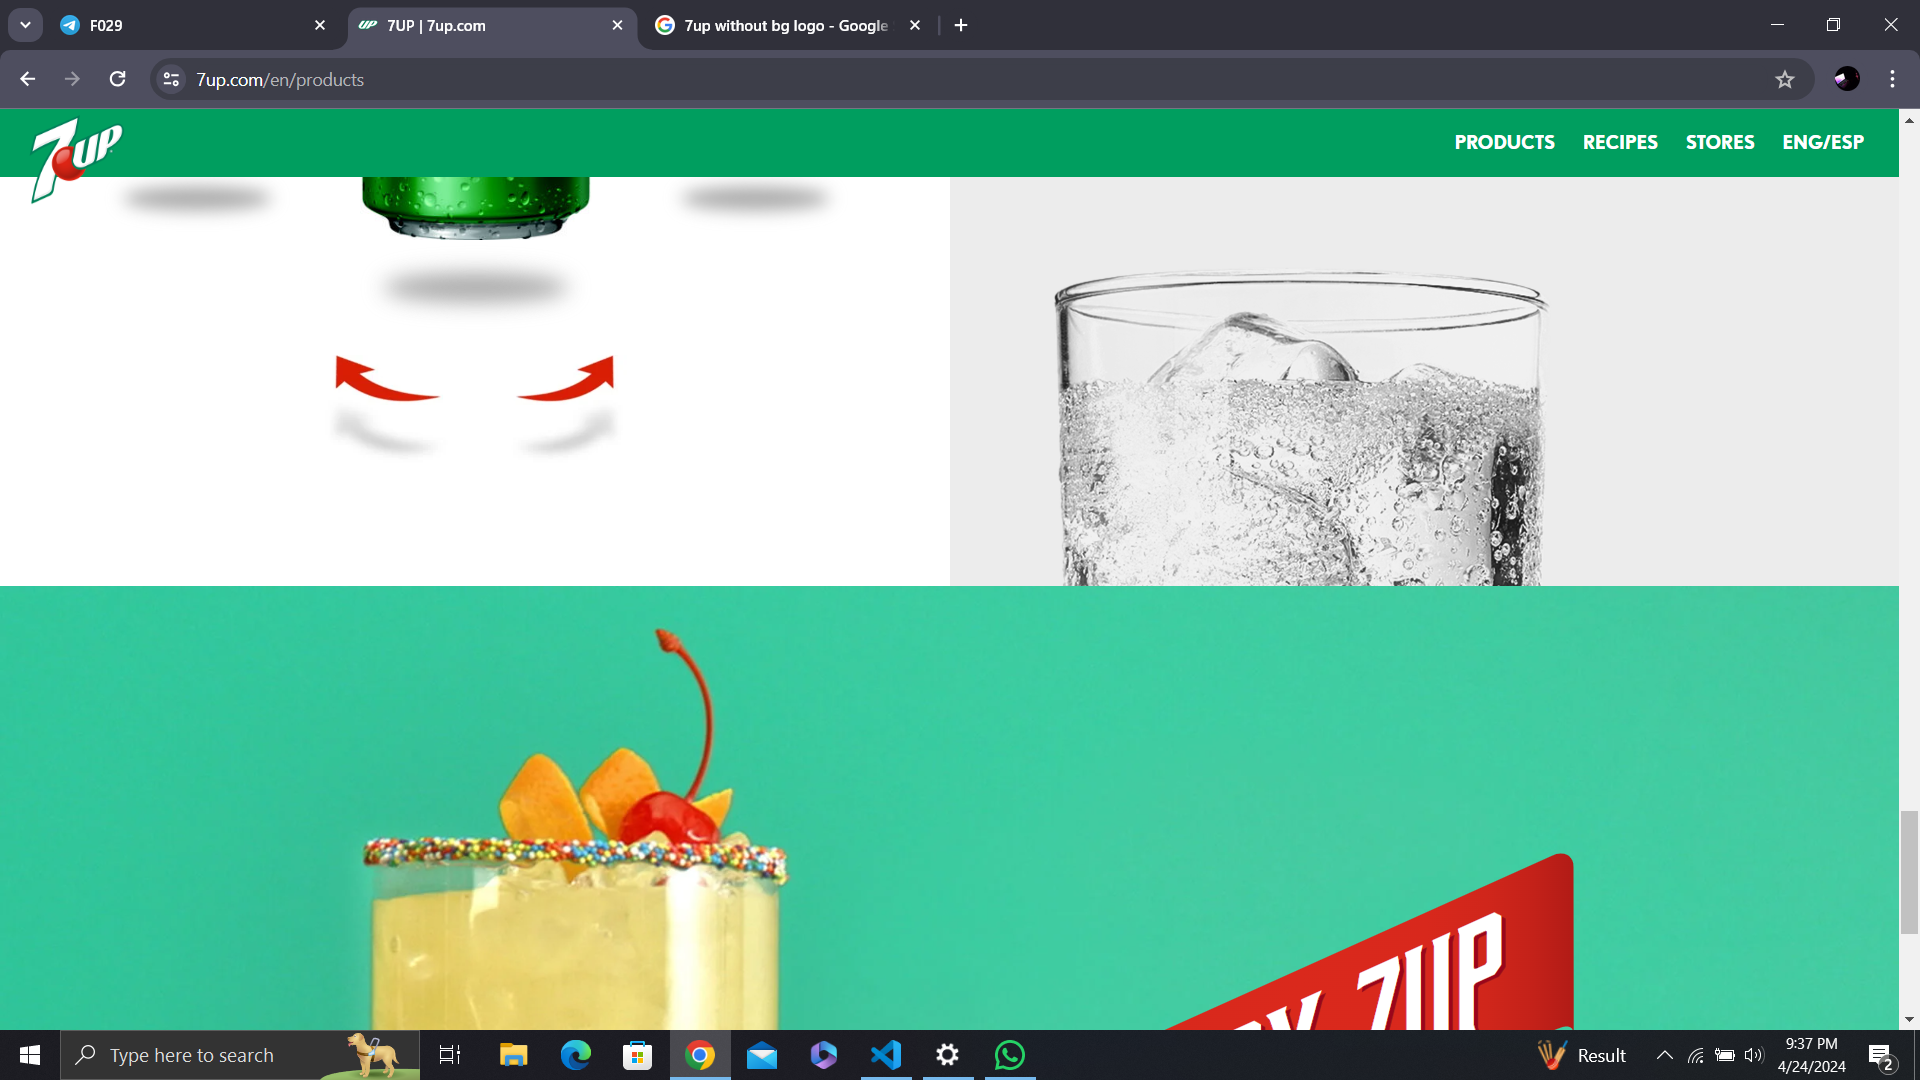 F029
7UP | 7up.com
7up without bg logo - Google
7up.com/en/products
7UP
PRODUCTS
RECIPES
STORES
ENG/ESP
7UP
Type here to search
Result
9:37 PM
4/24/2024
2